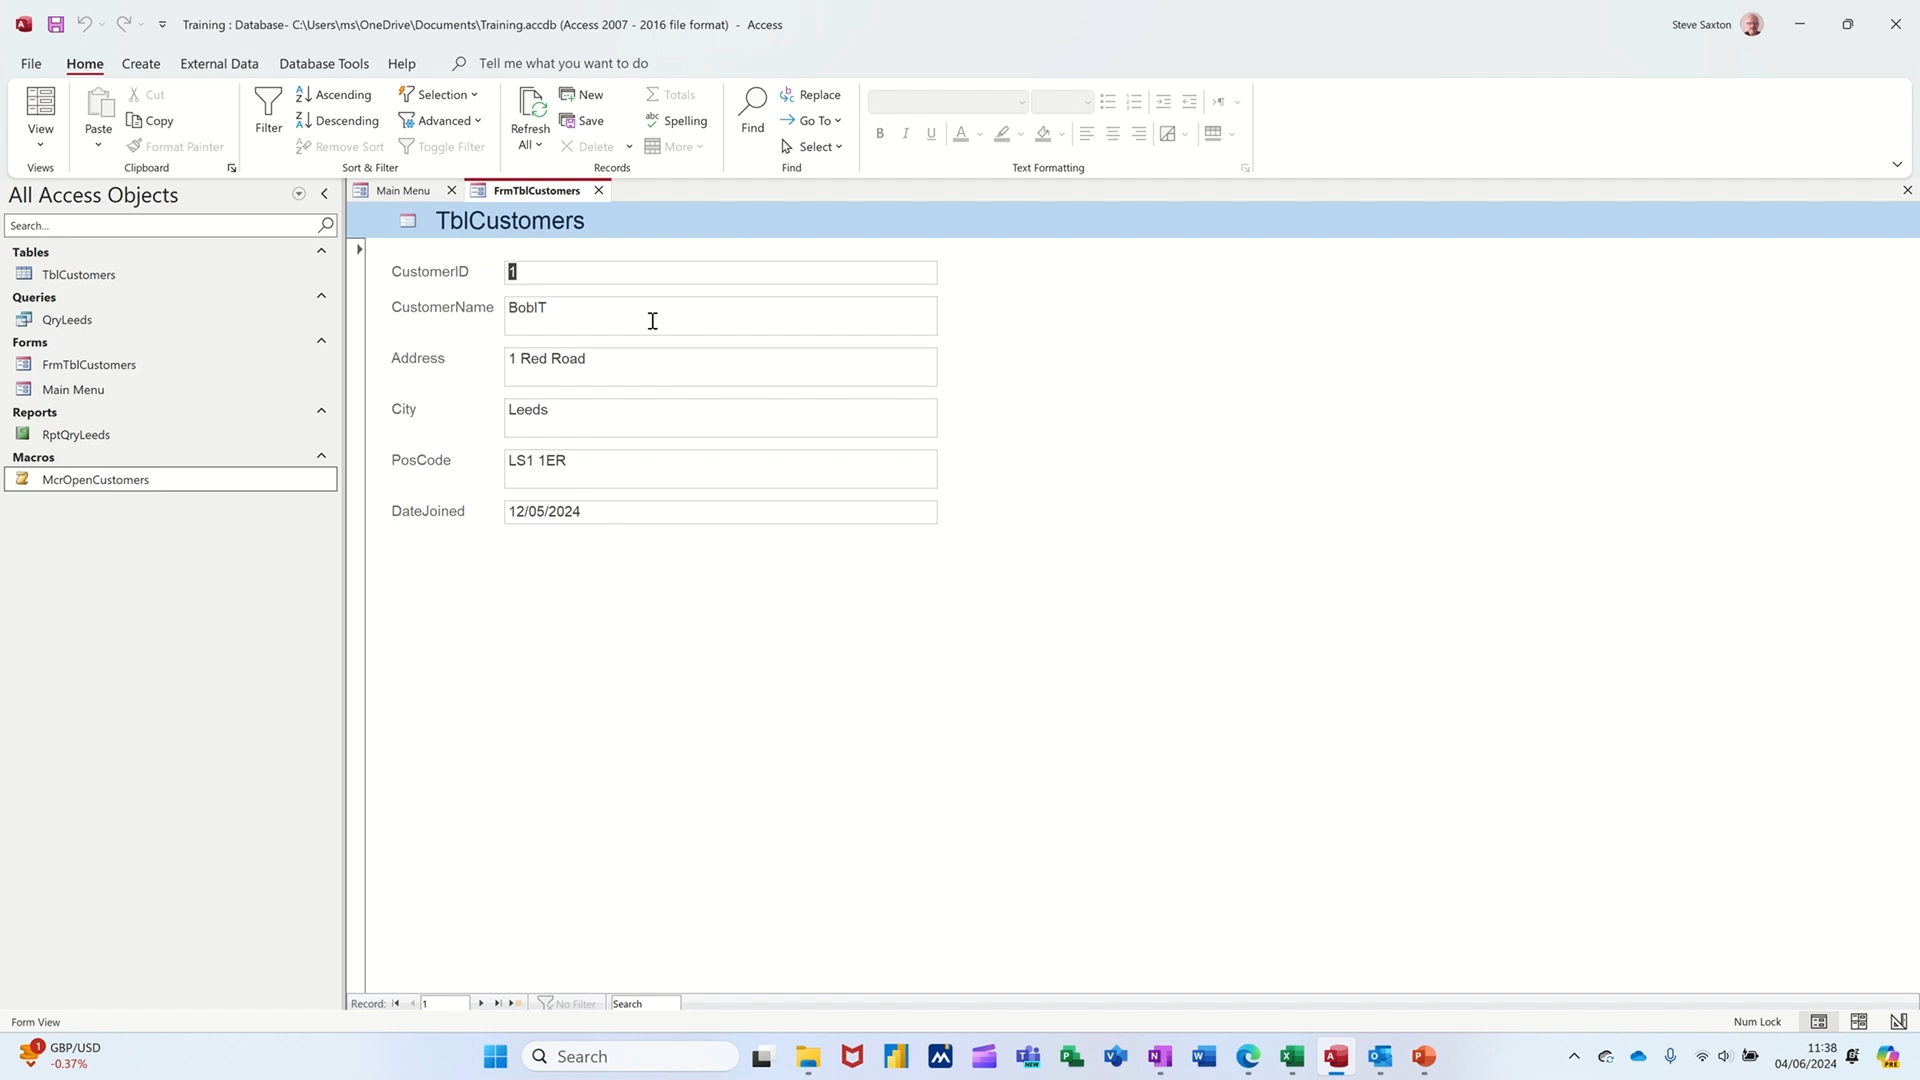 Training : Database- C:\Users\ms\OneDrive\Documents\Training.accdb (Access 2007 - 2016 file format) - Access
Steve Saxton
File Home Create External Data Database Tools Help Tell me what you want to do
View
Views
Paste
Cut
Copy
Format Painter
Clipboard
Filter
Ascending
Descending
Remove Sort
Selection
Advanced
Toggle Filter
Sort & Filter
Refresh
All
New
Save
Delete
Totals
Spelling
More
Records
Find
Replace
Go To
Select
Find
B I U
Text Formatting
All Access Objects
Search...
Tables
TblCustomers
Queries
QryLeeds
Forms
FrmTblCustomers
Main Menu
Reports
RptQryLeeds
Macros
McrOpenCustomers
Main Menu
FrmTblCustomers
TblCustomers
CustomerID 1
CustomerName BobIT
Address 1 Red Road
City Leeds
PosCode LS1 1ER
DateJoined 12/05/2024
Record: 1 No Filter Search
Form View
Num Lock
1
GBP/USD
-0.37%
Search
11:38
04/06/2024